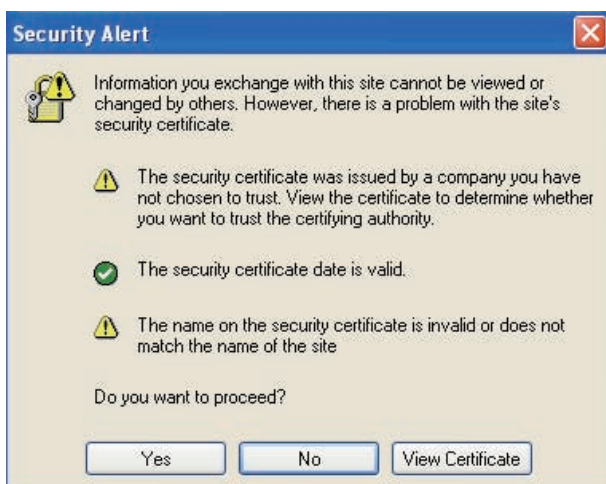 Security Alert
Information you exchange with this site cannot be viewed or
changed by others. However, there is a problem with the site's
security certificate.
The security certificate was issued by a company you have
not chosen to trust. View the certificate to determine whether
you want to trust the certifying authority.
The security certificate date is valid.
The name on the security certificate is invalid or does not
match the name of the site
Do you want to proceed?
Yes No View Certificate